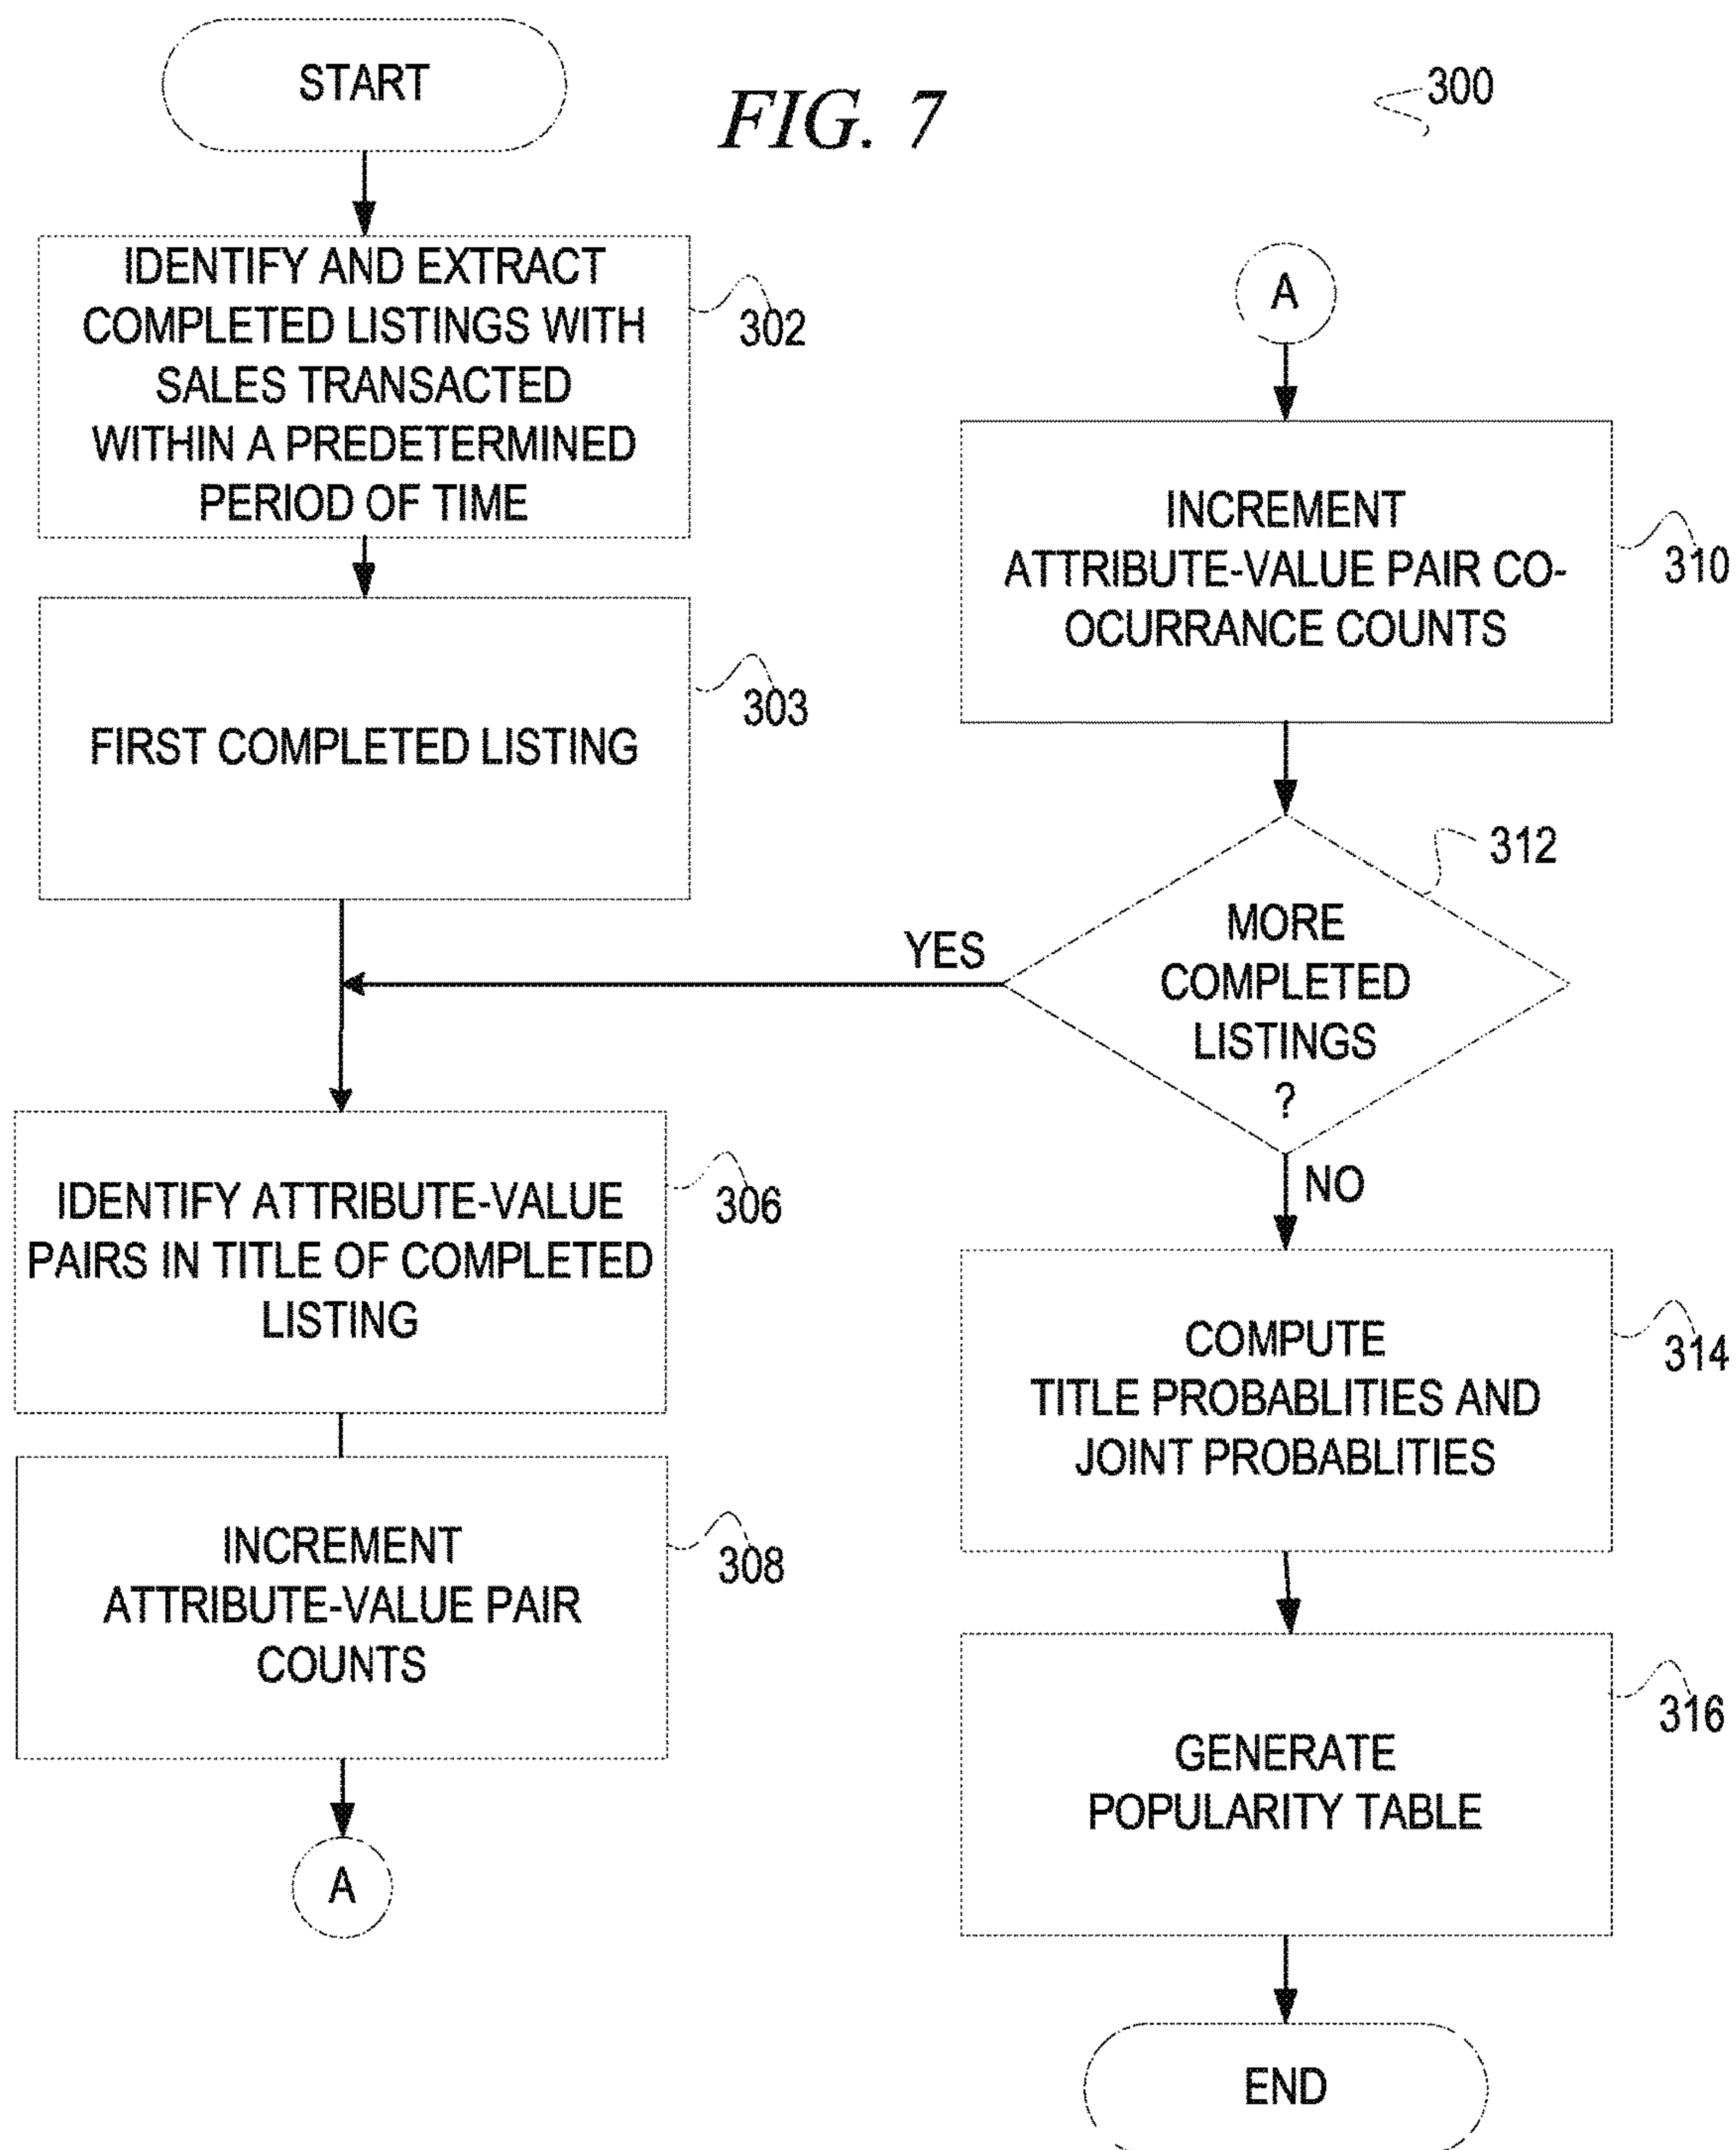 START
FIG. 7
300
IDENTIFY AND EXTRACT
COMPLETED LISTINGS WITH
SALES TRANSACTED
WITHIN A PREDETERMINED
PERIOD OF TIME
302
FIRST COMPLETED LISTING
303
IDENTIFY ATTRIBUTE-VALUE
PAIRS IN TITLE OF COMPLETED
LISTING
306
INCREMENT
ATTRIBUTE-VALUE PAIR
COUNTS
308
A
A
INCREMENT
ATTRIBUTE-VALUE PAIR CO-
OCURRANCE COUNTS
310
MORE
COMPLETED
LISTINGS
?
312
YES
NO
COMPUTE
TITLE PROBABLITIES AND
JOINT PROBABLITIES
314
GENERATE
POPULARITY TABLE
316
END